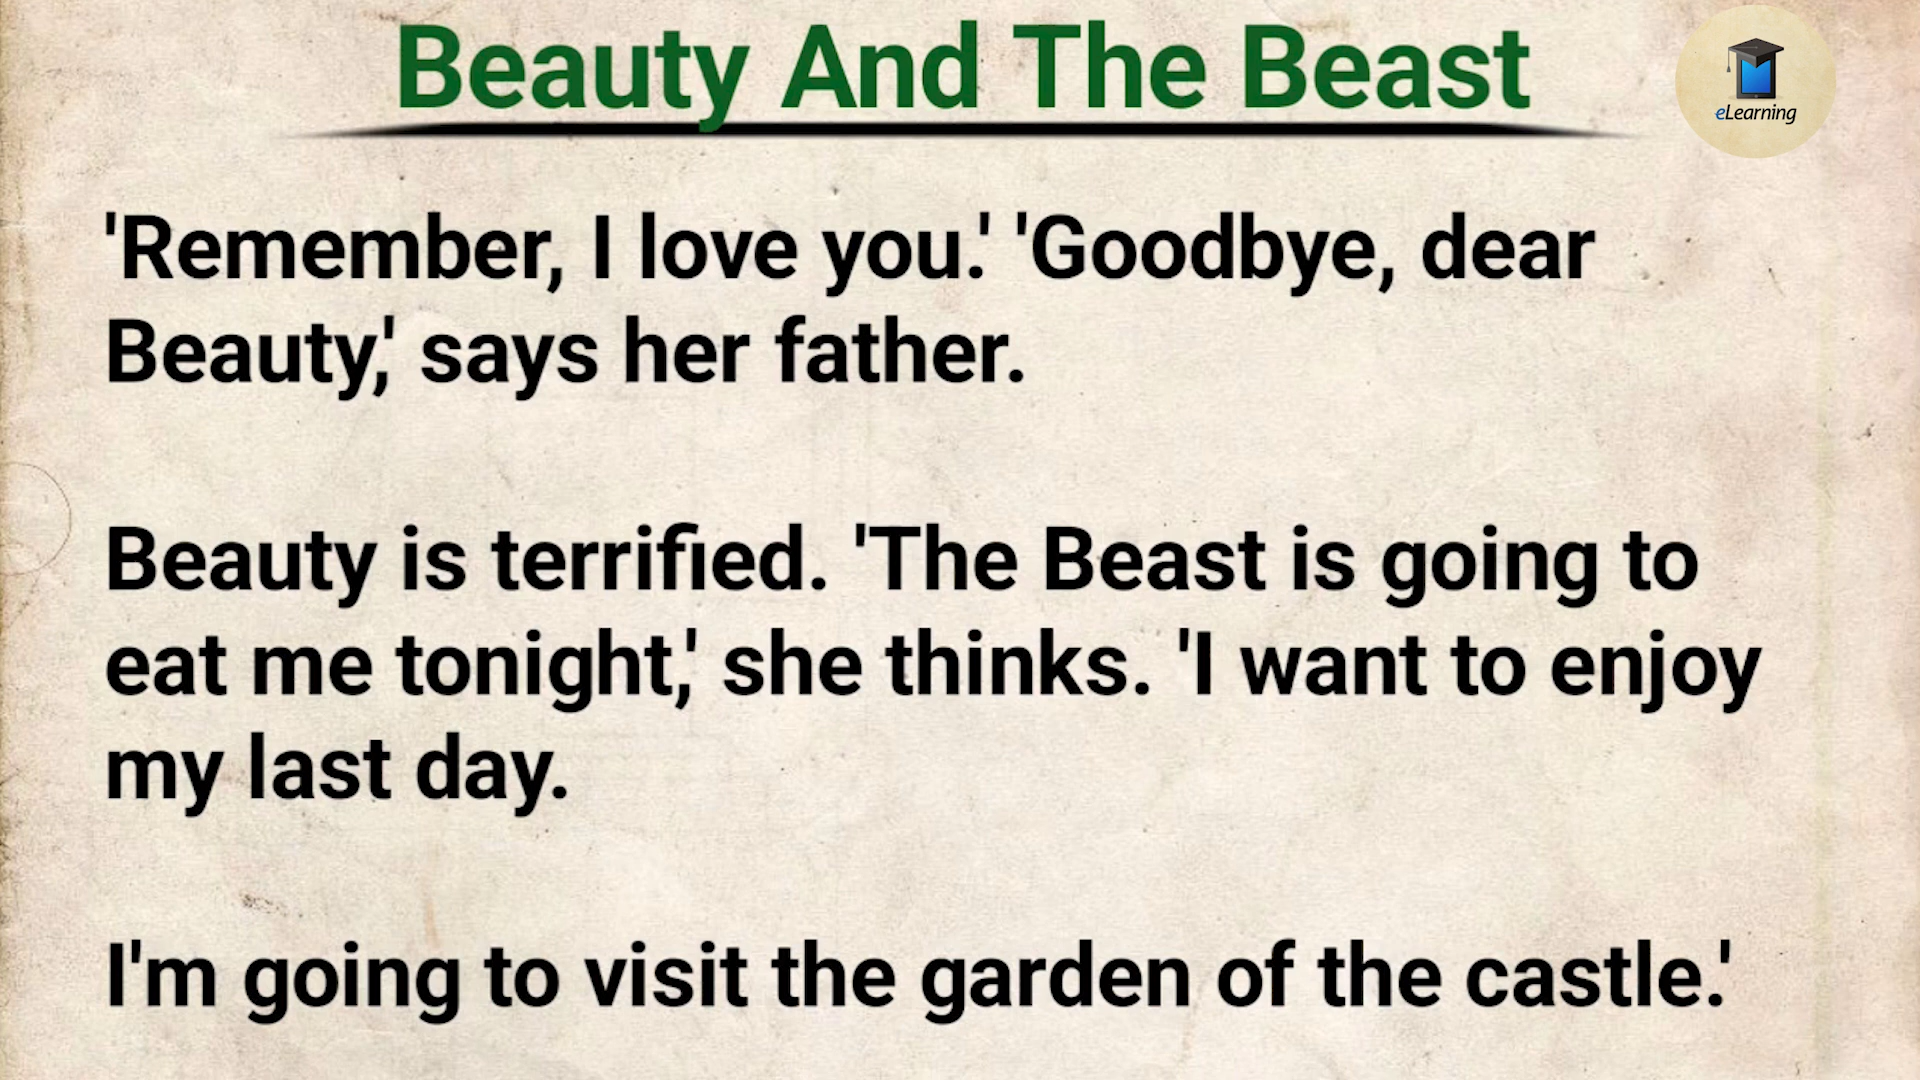 Beauty And The Beast
eLearning
'Remember, I love you.' 'Goodbye, dear
Beauty,' says her father.
Beauty is terrified. 'The Beast is going to
eat me tonight,' she thinks. 'I want to enjoy
my last day.
I'm going to visit the garden of the castle.'